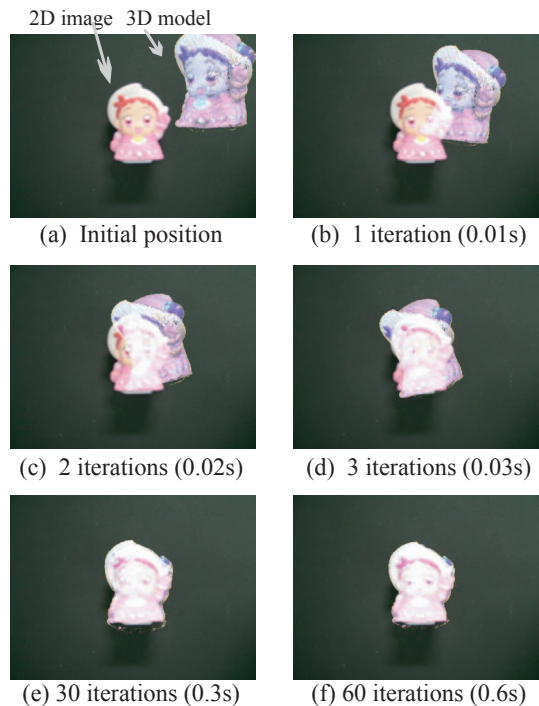 2D image 3D model
(a) Initial position
(b) 1 iteration (0.01s)
(c) 2 iterations (0.02s)
(d) 3 iterations (0.03s)
(e) 30 iterations (0.3s)
(f) 60 iterations (0.6s)